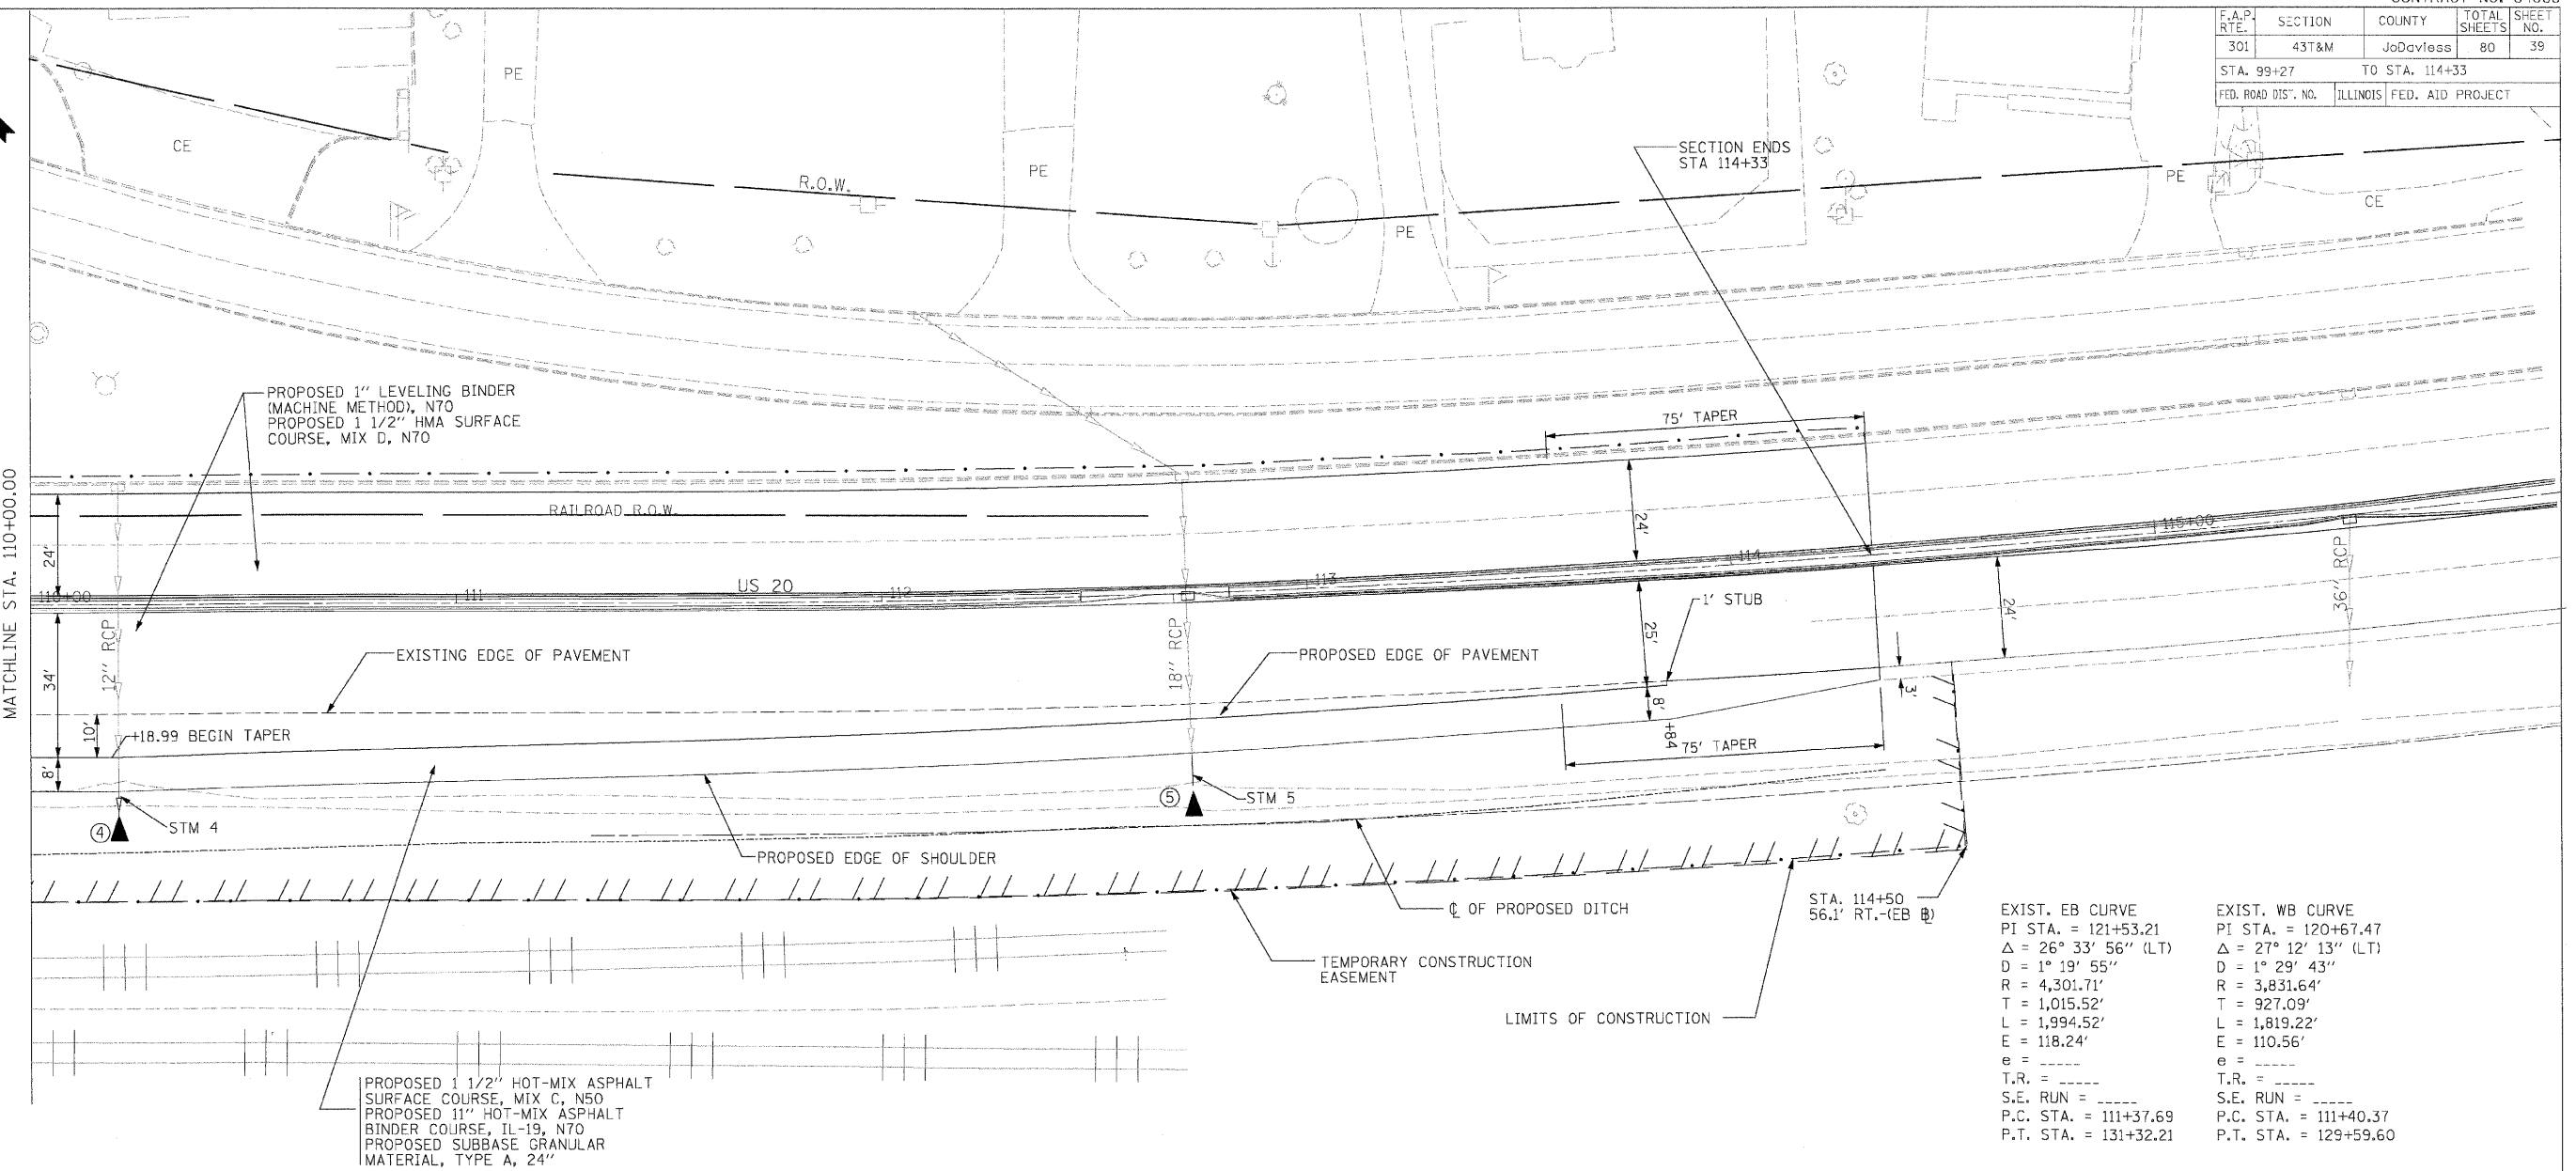 F.A.P. RTE. SECTION COUNTY TOTAL SHEETS SHEET NO.
301 43T&M JoDaviess 80 39
STA. 99+27 TO STA. 114+33
FED. ROAD DIST. NO. ILLINOIS FED. AID PROJECT
PE
CE
R.O.W.
PE
PE
SECTION ENDS
STA 114+33
PE
CE
PROPOSED 1" LEVELING BINDER
(MACHINE METHOD), N70
PROPOSED 1 1/2" HMA SURFACE
COURSE, MIX D, N70
75' TAPER
MATCHLINE STA. 110+00.00
RAILROAD R.O.W.
24'
24'
110+00
111
US 20
112
113
114
115+00
36" RCP
1' STUB
25'
24'
34'
12" RCP
18" RCP
EXISTING EDGE OF PAVEMENT
PROPOSED EDGE OF PAVEMENT
3'
10'
+18.99 BEGIN TAPER
8'
+84
75' TAPER
8'
STM 5
5
STM 4
4
PROPOSED EDGE OF SHOULDER
℄ OF PROPOSED DITCH
STA. 114+50
56.1' RT.-(EB ℄)
TEMPORARY CONSTRUCTION
EASEMENT
LIMITS OF CONSTRUCTION
PROPOSED 1 1/2" HOT-MIX ASPHALT
SURFACE COURSE, MIX C, N50
PROPOSED 11" HOT-MIX ASPHALT
BINDER COURSE, IL-19, N70
PROPOSED SUBBASE GRANULAR
MATERIAL, TYPE A, 24"
EXIST. EB CURVE
PI STA. = 121+53.21
Δ = 26° 33' 56" (LT)
D = 1° 19' 55"
R = 4,301.71'
T = 1,015.52'
L = 1,994.52'
E = 118.24'
e = _____
T.R. = _____
S.E. RUN = _____
P.C. STA. = 111+37.69
P.T. STA. = 131+32.21
EXIST. WB CURVE
PI STA. = 120+67.47
Δ = 27° 12' 13" (LT)
D = 1° 29' 43"
R = 3,831.64'
T = 927.09'
L = 1,819.22'
E = 110.56'
e = _____
T.R. = _____
S.E. RUN = _____
P.C. STA. = 111+40.37
P.T. STA. = 129+59.60